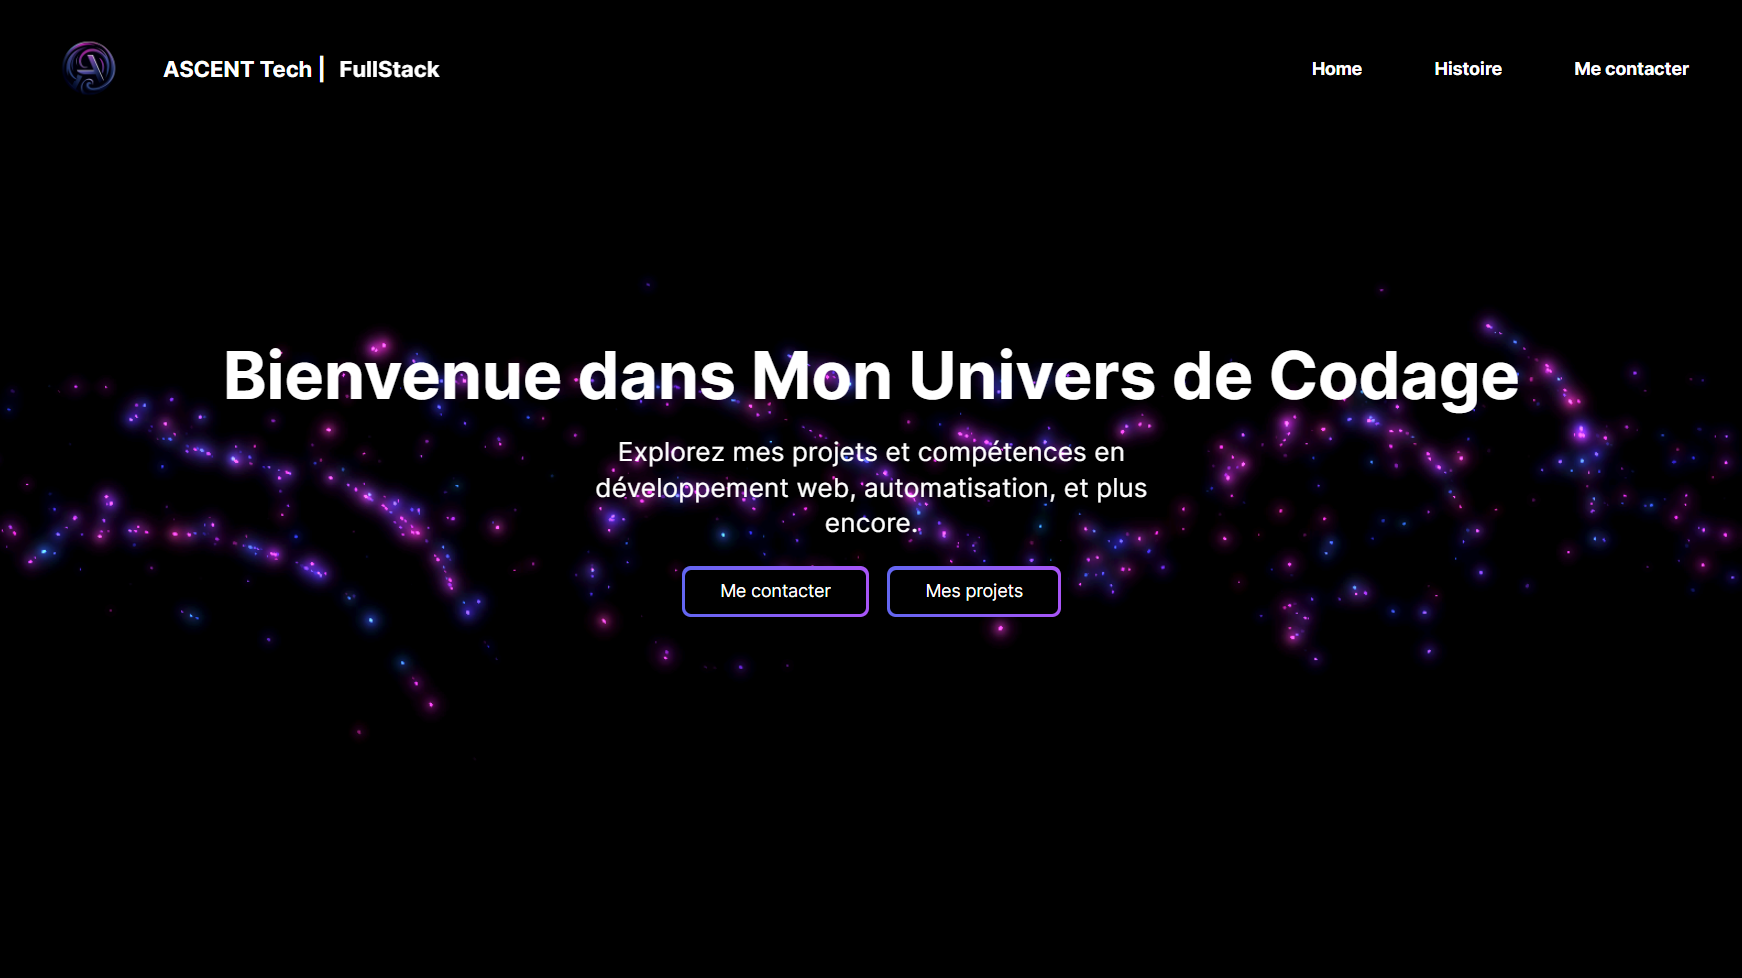 ASCENT Tech | FullStack
Home
Histoire
Me contacter
Bienvenue dans Mon Univers de Codage
Explorez mes projets et compétences en
développement web, automatisation, et plus
encore.
Me contacter
Mes projets